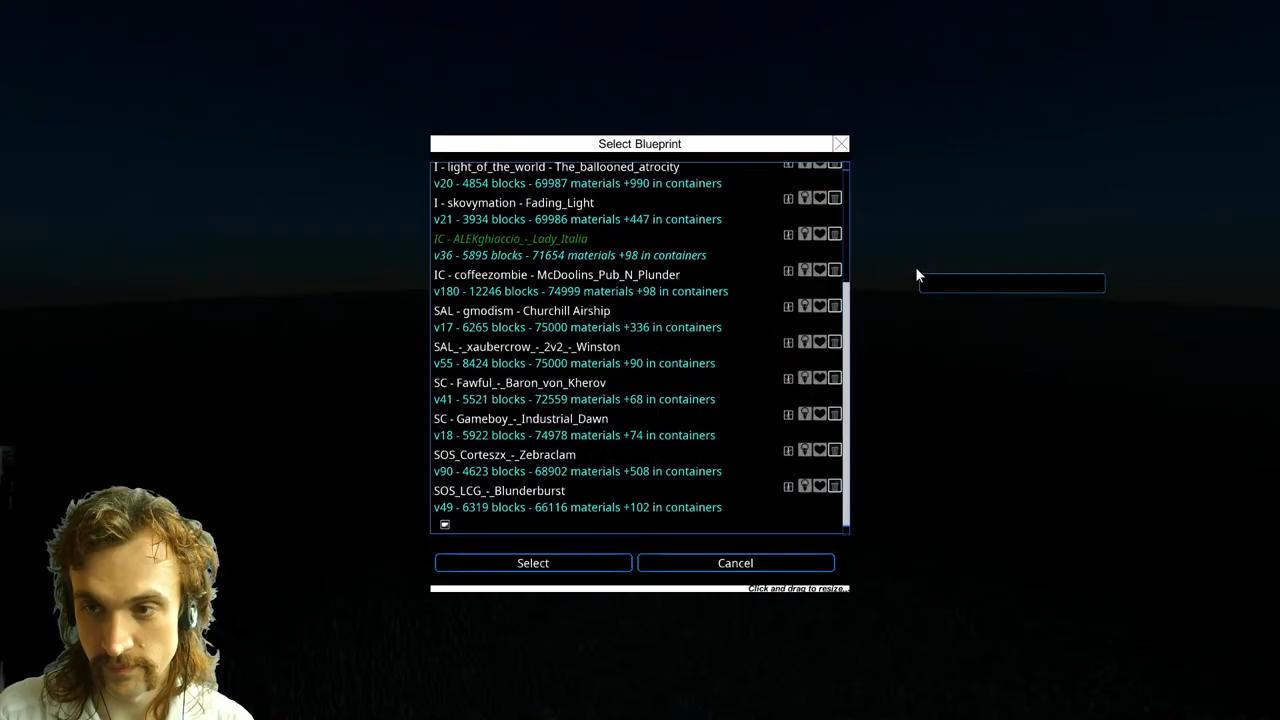 Select Blueprint
I - light_of_the_world - The_ballooned_atrocity
v20 - 4854 blocks - 69987 materials +990 in containers
I - skovymation - Fading_Light
v21 - 3934 blocks - 69986 materials +447 in containers
IC - ALEKghiaccio_-_Lady_Italia
v36 - 5895 blocks - 71654 materials +98 in containers
IC - coffeezombie - McDoolins_Pub_N_Plunder
v180 - 12246 blocks - 74999 materials +98 in containers
SAL - gmodism - Churchill Airship
v17 - 6265 blocks - 75000 materials +336 in containers
SAL_-_xaubercrow_-_2v2_-_Winston
v55 - 8424 blocks - 75000 materials +90 in containers
SC - Fawful_-_Baron_von_Kherov
v41 - 5521 blocks - 72559 materials +68 in containers
SC - Gameboy_-_Industrial_Dawn
v18 - 5922 blocks - 74978 materials +74 in containers
SOS_Corteszx_-_Zebraclam
v90 - 4623 blocks - 68902 materials +508 in containers
SOS_LCG_-_Blunderburst
v49 - 6319 blocks - 66116 materials +102 in containers
Select
Cancel
Click and drag to resize...